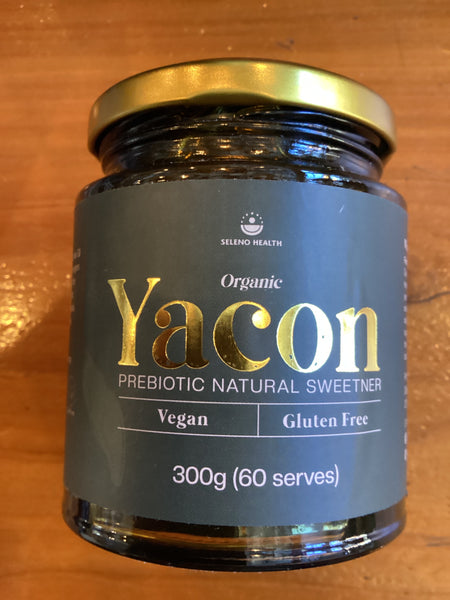 SELENO HEALTH
Organic
Yacon
PREBIOTIC NATURAL SWEETNER
Vegan
Gluten Free
300g (60 serves)